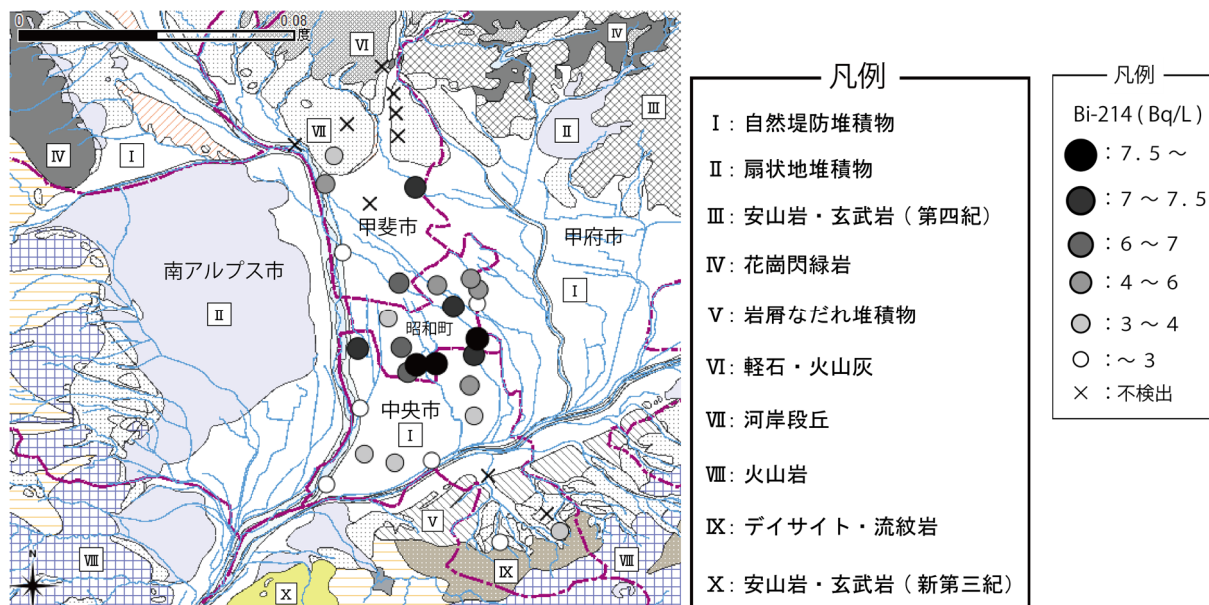 0 0.08
度
Ⅵ
Ⅳ
Ⅲ
Ⅶ
Ⅱ
Ⅳ
Ⅰ
甲斐市
甲府市
南アルプス市
Ⅰ
Ⅱ
昭和町
中央市
Ⅰ
Ⅴ
N
Ⅷ
Ⅸ
Ⅷ
Ⅹ
凡例
Ⅰ：自然堤防堆積物
Ⅱ：扇状地堆積物
Ⅲ：安山岩・玄武岩（第四紀）
Ⅳ：花崗閃緑岩
Ⅴ：岩屑なだれ堆積物
Ⅵ：軽石・火山灰
Ⅶ：河岸段丘
Ⅷ：火山岩
Ⅸ：デイサイト・流紋岩
Ⅹ：安山岩・玄武岩（新第三紀）
凡例
Bi-214 ( Bq/L )
：7.5～
：7～7.5
：6～7
：4～6
：3～4
：～3
×：不検出